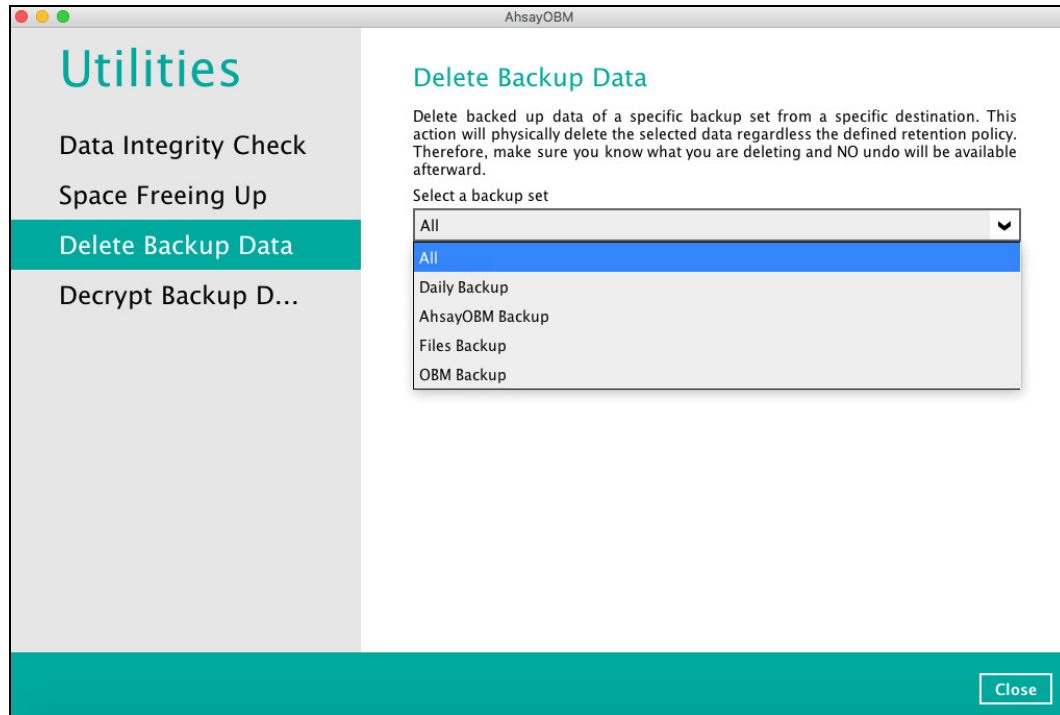 AhsayOBM
Utilities
Data Integrity Check
Space Freeing Up
Delete Backup Data
Decrypt Backup D...
Delete Backup Data
Delete backed up data of a specific backup set from a specific destination. This
action will physically delete the selected data regardless the defined retention policy.
Therefore, make sure you know what you are deleting and NO undo will be available
afterward.
Select a backup set
All
All
Daily Backup
AhsayOBM Backup
Files Backup
OBM Backup
Close